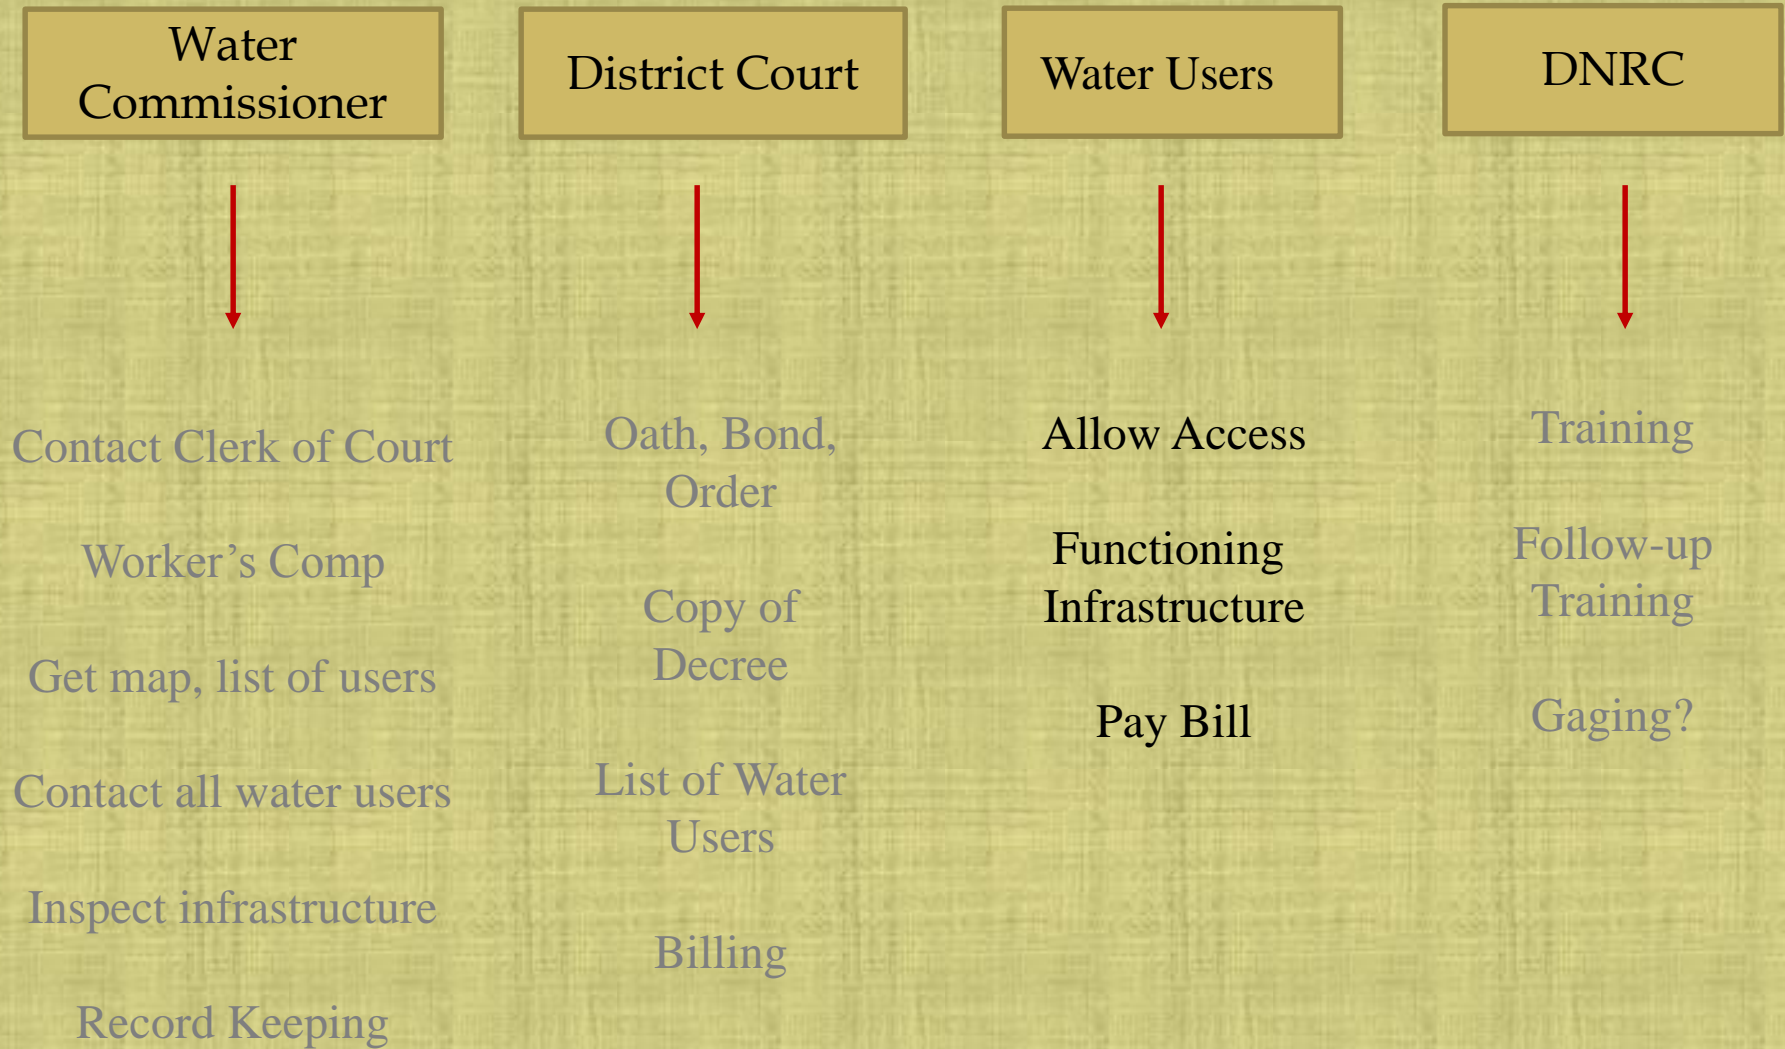 Water
Commissioner
District Court
Water Users
DNRC
Contact Clerk of Court
Worker’s Comp
Get map, list of users
Contact all water users
Inspect infrastructure
Record Keeping
Oath, Bond,
Order
Copy of
Decree
List of Water
Users
Billing
Allow Access
Functioning
Infrastructure
Pay Bill
Training
Follow-up
Training
Gaging?